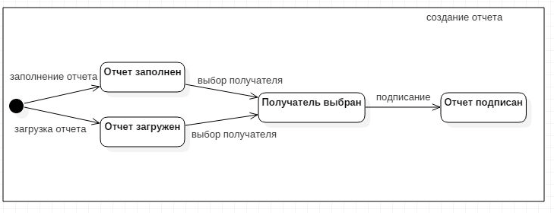 создание отчета
заполнение отчета
Отчет заполнен
выбор получателя
Получатель выбран
подписание
Отчет подписан
загрузка отчета
Отчет загружен
выбор получателя